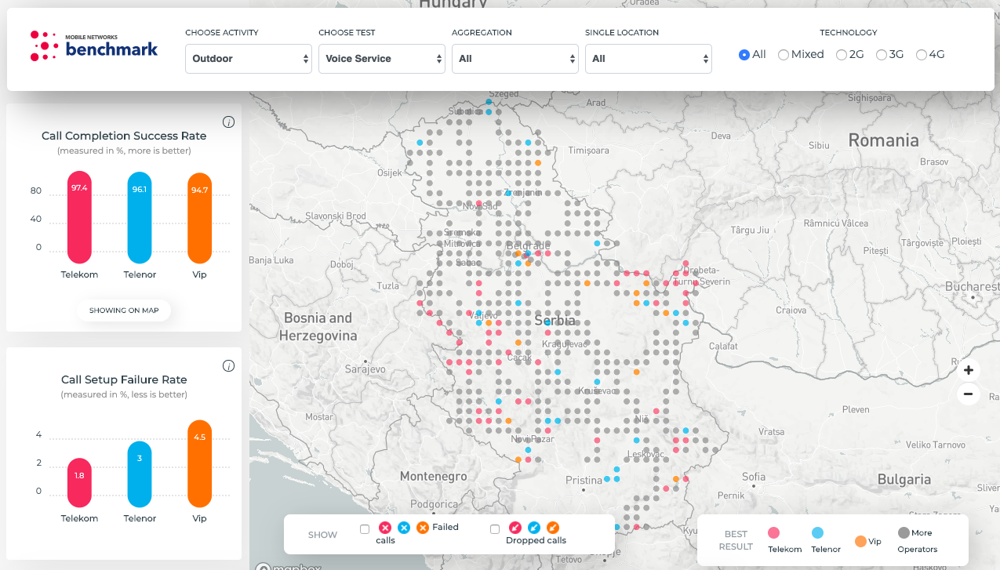 Hungary
Oradea
MOBILE NETWORKS
benchmark
CHOOSE ACTIVITY
CHOOSE TEST
AGGREGATION
SINGLE LOCATION
TECHNOLOGY
Outdoor
Voice Service
All
All
All
Mixed
2G
3G
4G
Call Completion Success Rate
(measured in %, more is better)
80
40
0
97.4
96.1
94.7
Telekom
Telenor
Vip
SHOWING ON MAP
Call Setup Failure Rate
(measured in %, less is better)
4
2
0
1.8
3
4.5
Telekom
Telenor
Vip
Szeged
Arad
Sighișoara
Subotica
Deva
Romania
Sibiu
Timișoara
Brasov
Osijek
Zrenjanin
Novi Sad
Slavonski Brod
Râmnicu Vâlcea
Târgu Jiu
Sremska
Mitrovica
Târgoviște
Ploiești
Belgrade
Pitești
Banja Luka
Doboj
Sabac
Drobeta-
Turnu Severin
Tuzla
Bucharest
Craiova
Valjevo
Bosnia and
Herzegovina
Serbia
Kragujevac
Calafat
Cacak
Sarajevo
Kruševac
Mostar
Pleven
Niš
Vratsa
Novi Pazar
Veliko Tarnovo
Leskovac
Montenegro
Pristina
Sofia
Bulgaria
Pernik
Sliven
Podgorica
Stara Zagora
SHOW
Failed
calls
Dropped calls
Tetovo
Haskovo
mapbox
BEST
RESULT
Telekom
Telenor
Vip
More
Operators